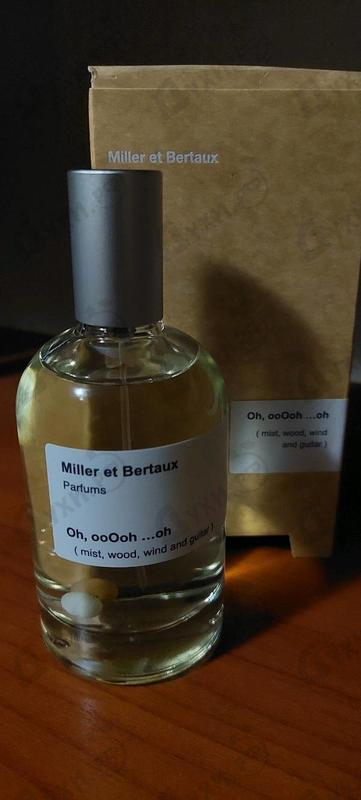 Miller et Bertaux
Oh, ooOoh ...oh
( mist, wood, wind
and guitar )
Miller et Bertaux
Parfums
Oh, ooOoh ...oh
( mist, wood, wind and guitar )